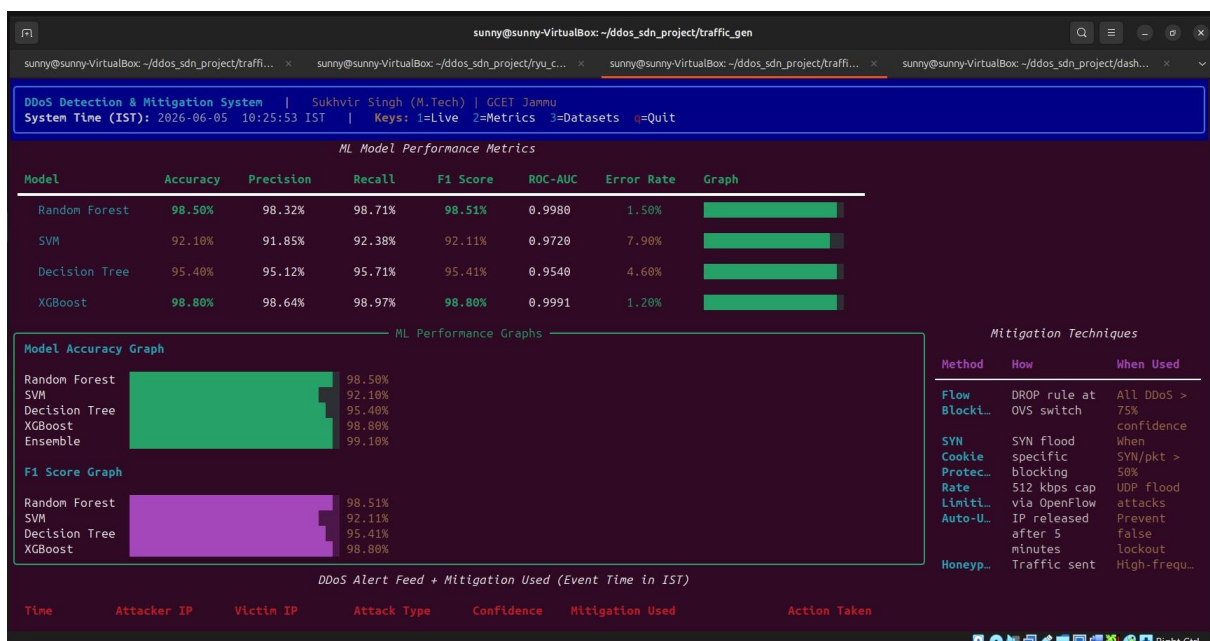 sunny@sunny-VirtualBox: ~/ddos_sdn_project/traffic_gen
sunny@sunny-VirtualBox: ~/ddos_sdn_project/traffi... × sunny@sunny-VirtualBox: ~/ddos_sdn_project/ryu_c... × sunny@sunny-VirtualBox: ~/ddos_sdn_project/traffi... × sunny@sunny-VirtualBox: ~/ddos_sdn_project/dash... ×
DDoS Detection & Mitigation System | Sukhvir Singh (M.Tech) | GCET Jammu
System Time (IST): 2026-06-05 10:25:53 IST | Keys: 1=Live 2=Metrics 3=Datasets q=Quit
ML Model Performance Metrics
Model Accuracy Precision Recall F1 Score ROC-AUC Error Rate Graph
Random Forest 98.50% 98.32% 98.71% 98.51% 0.9980 1.50%
SVM 92.10% 91.85% 92.38% 92.11% 0.9720 7.90%
Decision Tree 95.40% 95.12% 95.71% 95.41% 0.9540 4.60%
XGBoost 98.80% 98.64% 98.97% 98.80% 0.9991 1.20%
ML Performance Graphs
Model Accuracy Graph
Random Forest 98.50%
SVM 92.10%
Decision Tree 95.40%
XGBoost 98.80%
Ensemble 99.10%
F1 Score Graph
Random Forest 98.51%
SVM 92.11%
Decision Tree 95.41%
XGBoost 98.80%
Mitigation Techniques
Method How When Used
Flow DROP rule at All DDoS >
Blocki… OVS switch 75%
confidence
SYN SYN flood When
Cookie specific SYN/pkt >
Protec… blocking 50%
Rate 512 kbps cap UDP flood
Limiti… via OpenFlow attacks
Auto-U… IP released Prevent
after 5 false
minutes lockout
Honeyp… Traffic sent High-frequ…
DDoS Alert Feed + Mitigation Used (Event Time in IST)
Time Attacker IP Victim IP Attack Type Confidence Mitigation Used Action Taken
Right Ctrl